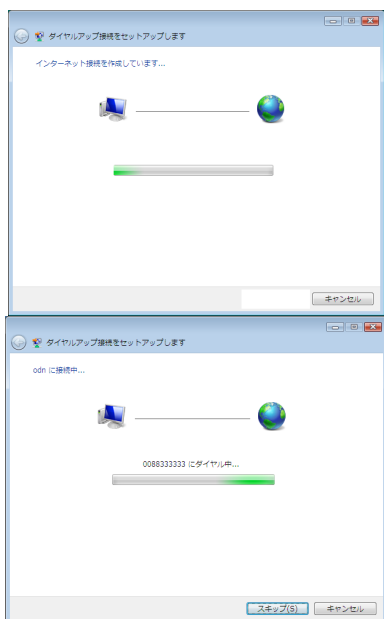 ダイヤルアップ接続をセットアップします
インターネット接続を作成しています...
キャンセル
ダイヤルアップ接続をセットアップします
odn に接続中...
0088333333 にダイヤル中...
スキップ(S) キャンセル